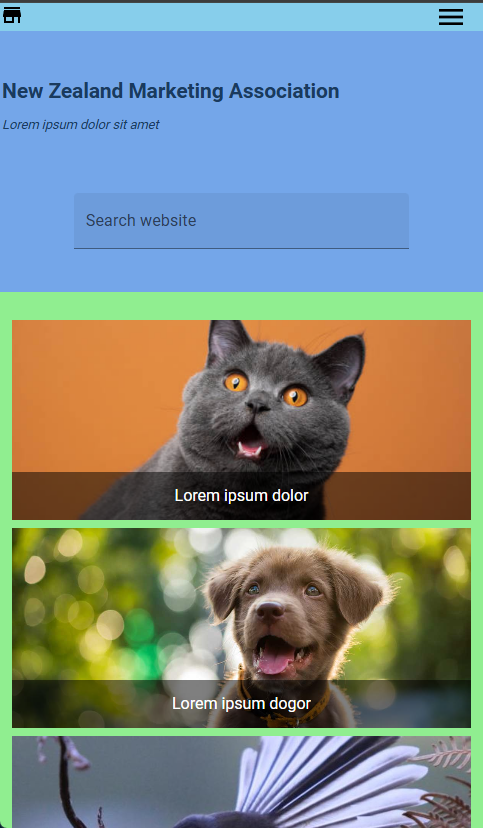 New Zealand Marketing Association
Lorem ipsum dolor sit amet
Search website
Lorem ipsum dolor
Lorem ipsum dogor